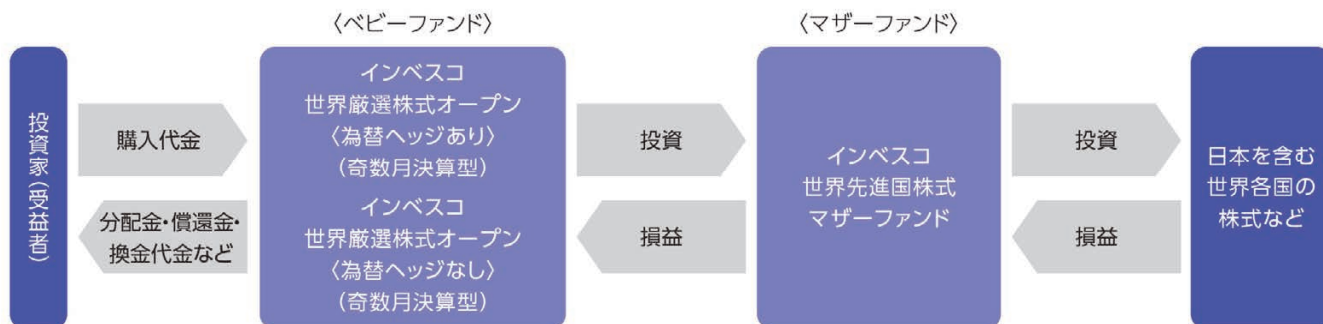 〈ベビーファンド〉
〈マザーファンド〉
投資家（受益者）
購入代金
分配金・償還金・
換金代金など
インベスコ
世界厳選株式オープン
〈為替ヘッジあり〉
（奇数月決算型）
インベスコ
世界厳選株式オープン
〈為替ヘッジなし〉
（奇数月決算型）
投資
損益
インベスコ
世界先進国株式
マザーファンド
投資
損益
日本を含む
世界各国の
株式など